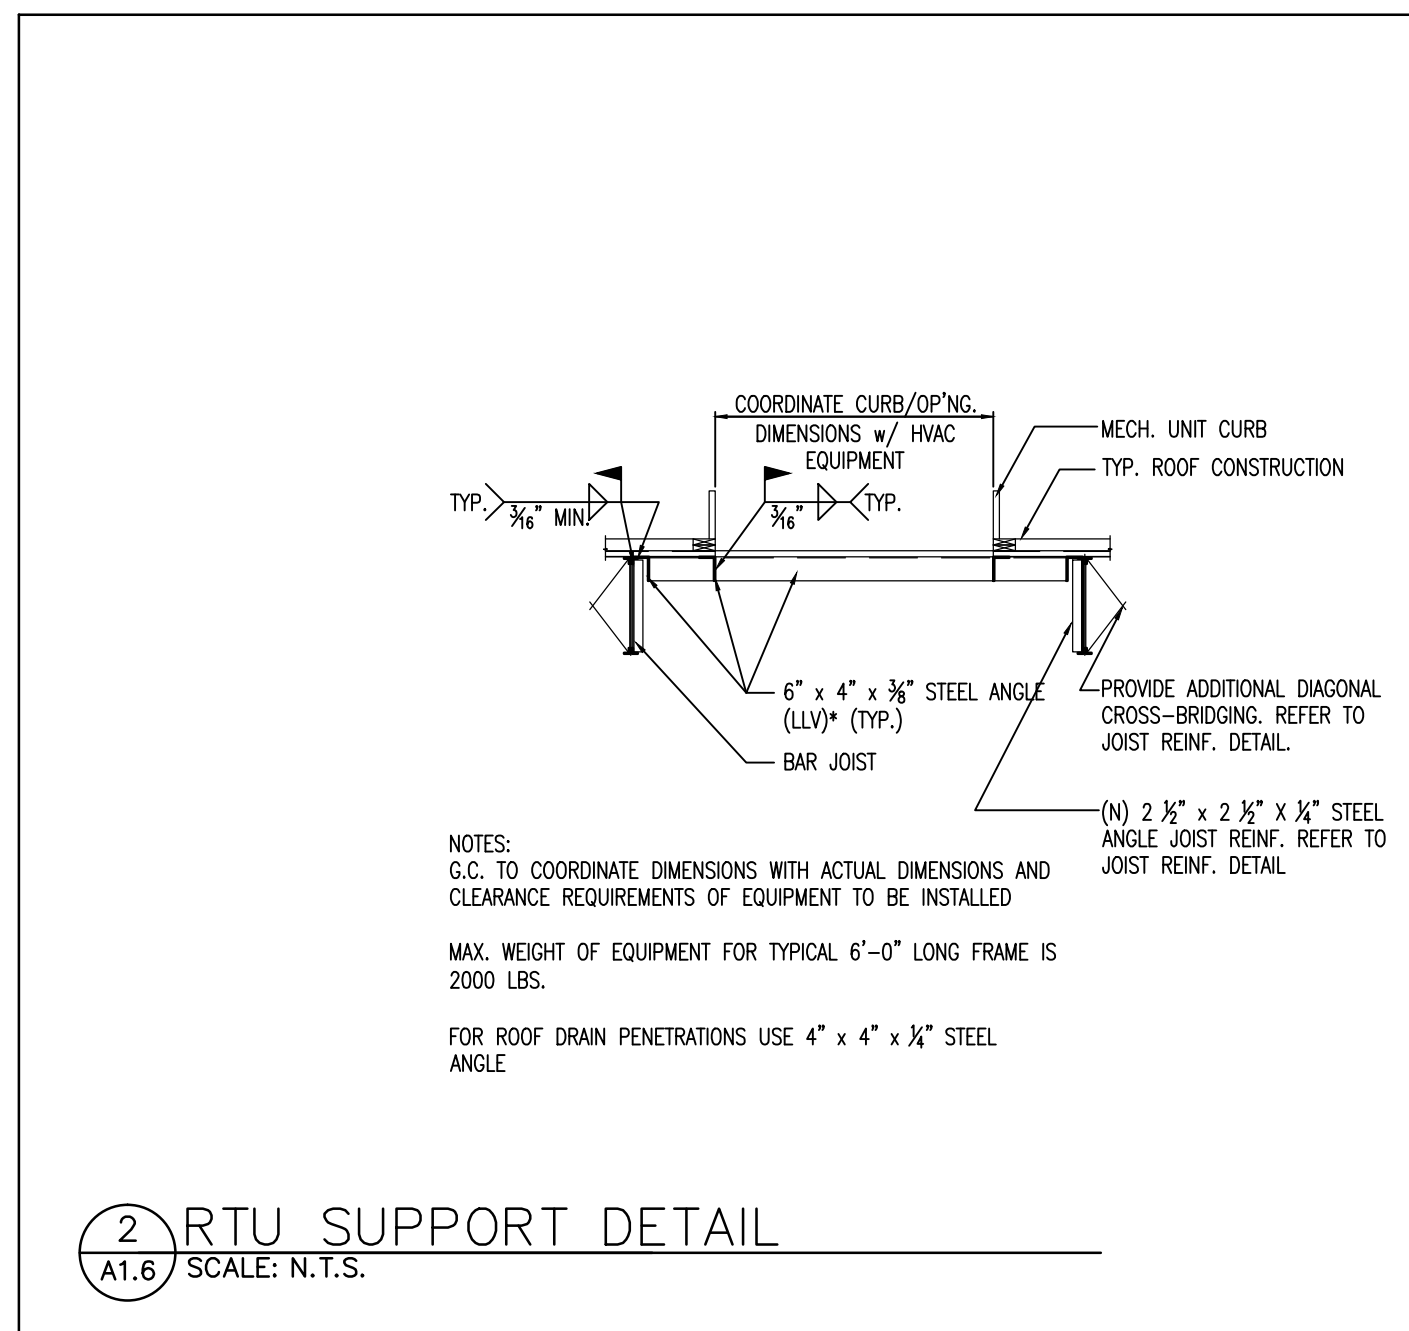 COORDINATE CURB/OP'NG.
DIMENSIONS w/ HVAC
EQUIPMENT
MECH. UNIT CURB
TYP. ROOF CONSTRUCTION
TYP.
3/16" MIN.
3/16"
TYP.
6" x 4" x 3/8" STEEL ANGLE
(LLV)* (TYP.)
BAR JOIST
PROVIDE ADDITIONAL DIAGONAL
CROSS-BRIDGING. REFER TO
JOIST REINF. DETAIL.
(N) 2 1/2" x 2 1/2" X 1/4" STEEL
ANGLE JOIST REINF. REFER TO
JOIST REINF. DETAIL
NOTES:
G.C. TO COORDINATE DIMENSIONS WITH ACTUAL DIMENSIONS AND
CLEARANCE REQUIREMENTS OF EQUIPMENT TO BE INSTALLED
MAX. WEIGHT OF EQUIPMENT FOR TYPICAL 6'-0" LONG FRAME IS
2000 LBS.
FOR ROOF DRAIN PENETRATIONS USE 4" x 4" x 1/4" STEEL
ANGLE
2
A1.6
RTU SUPPORT DETAIL
SCALE: N.T.S.